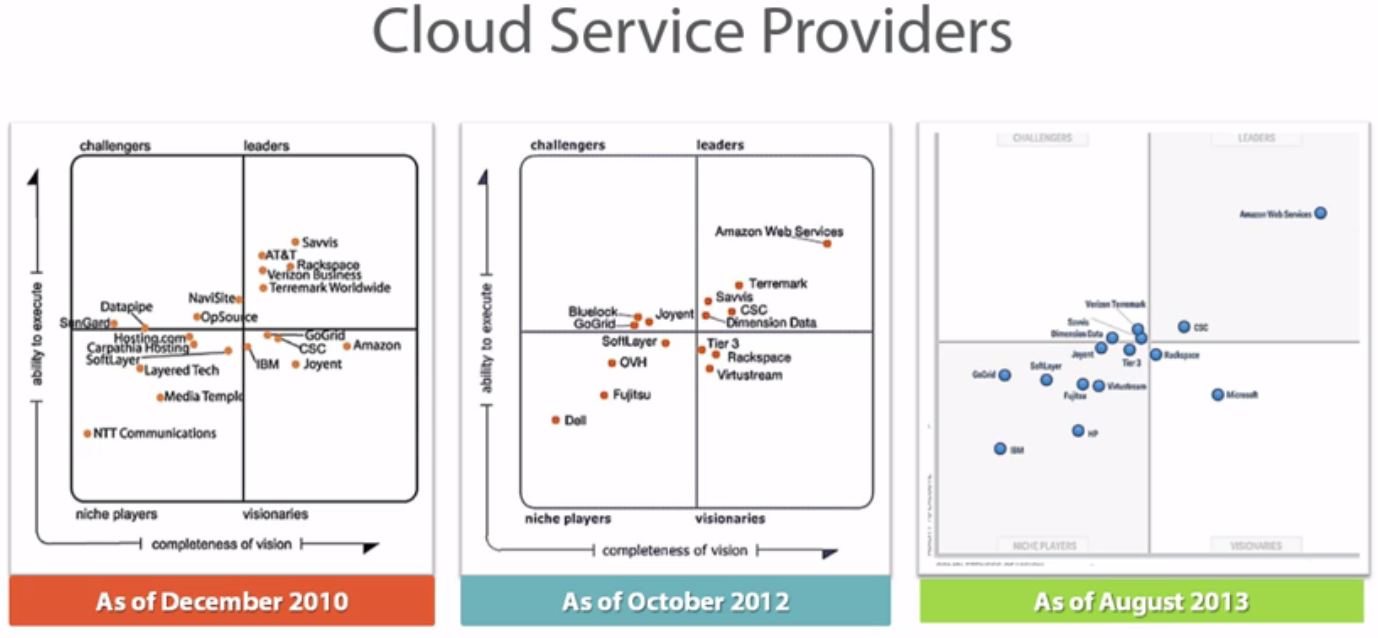 Cloud Service Providers
challengers
leaders
Savvis
AT&T
Rackspace
Verizon Business
Terremark Worldwide
NaviSite
Datapipe
OpSource
SunGard
Hosting.com
GoGrid
Carpathia Hosting
CSC
Amazon
SoftLayer
IBM
Joyent
Layered Tech
Media Temple
NTT Communications
niche players
visionaries
ability to execute
completeness of vision
As of December 2010
challengers
leaders
Amazon Web Services
Terremark
Savvis
Bluelock
Joyent
CSC
GoGrid
Dimension Data
SoftLayer
Tier 3
OVH
Rackspace
Virtustream
Fujitsu
Dell
niche players
visionaries
ability to execute
completeness of vision
As of October 2012
CHALLENGERS
LEADERS
Amazon Web Services
Verizon Terremark
Savvis
CSC
Dimension Data
Joyent
Tier 3
Rackspace
SoftLayer
GoGrid
Fujitsu
Virtustream
Microsoft
HP
IBM
NICHE PLAYERS
VISIONARIES
As of August 2013